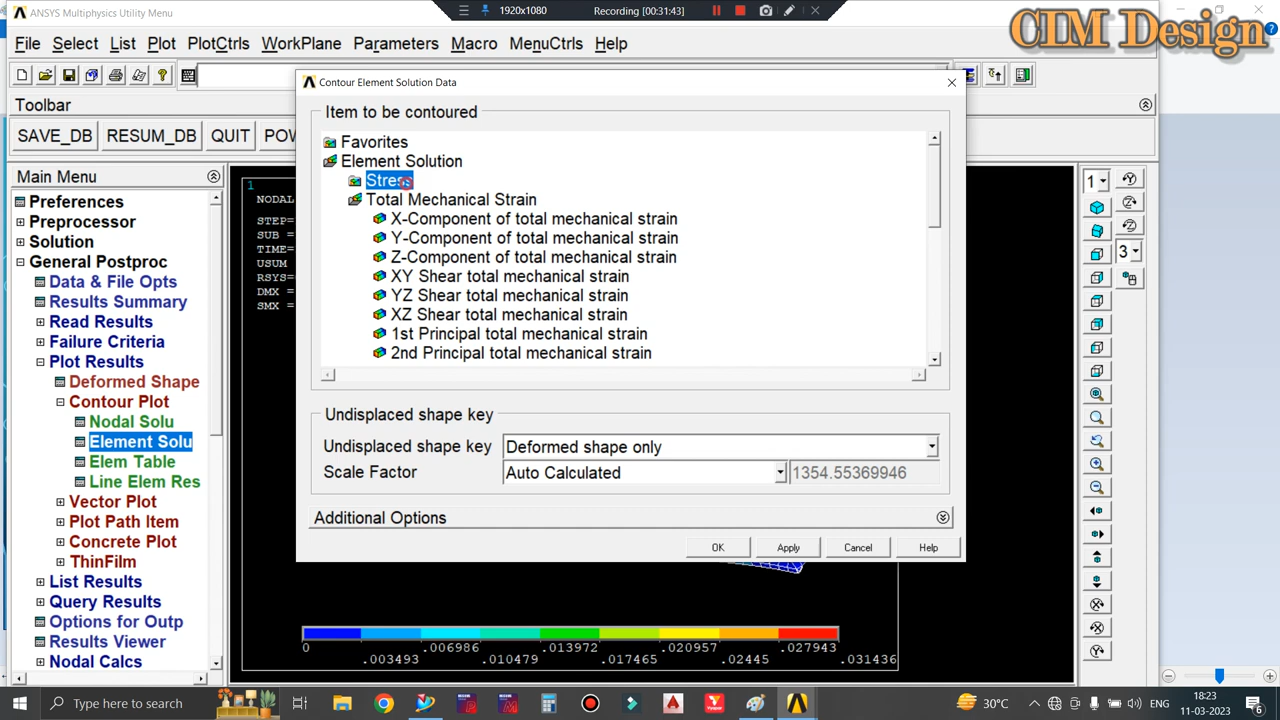 ANSYS Multiphysics Utility Menu
1920x1080
Recording [00:31:43]
CIM Design
File Select List Plot PlotCtrls WorkPlane Parameters Macro MenuCtrls Help
Toolbar
SAVE_DB RESUM_DB QUIT
Main Menu
Preferences
Preprocessor
Solution
General Postproc
Data & File Opts
Results Summary
Read Results
Failure Criteria
Plot Results
Deformed Shape
Contour Plot
Nodal Solu
Element Solu
Elem Table
Line Elem Res
Vector Plot
Plot Path Item
Concrete Plot
ThinFilm
List Results
Query Results
Options for Outp
Results Viewer
Nodal Calcs
1
NODAL
STEP=
SUB =
TIME=
USUM
RSYS=
DMX =
SMX =
Contour Element Solution Data
Item to be contoured
Favorites
Element Solution
Stress
Total Mechanical Strain
X-Component of total mechanical strain
Y-Component of total mechanical strain
Z-Component of total mechanical strain
XY Shear total mechanical strain
YZ Shear total mechanical strain
XZ Shear total mechanical strain
1st Principal total mechanical strain
2nd Principal total mechanical strain
Undisplaced shape key
Undisplaced shape key Deformed shape only
Scale Factor Auto Calculated 1354.55369946
Additional Options
OK Apply Cancel Help
0 .006986 .013972 .020957 .027943
.003493 .010479 .017465 .02445 .031436
1
3
Type here to search
30°C
ENG
18:23
11-03-2023
6